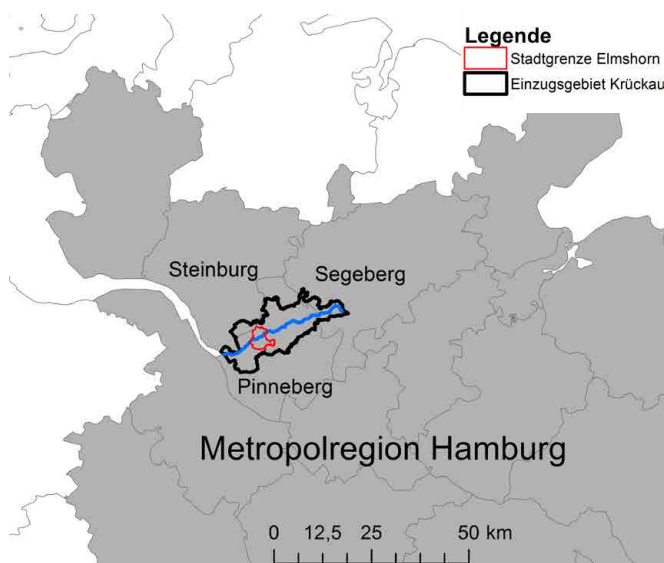 Legende
Stadtgrenze Elmshorn
Einzugsgebiet Krückau
Steinburg
Segeberg
Pinneberg
Metropolregion Hamburg
0 12,5 25 50 km